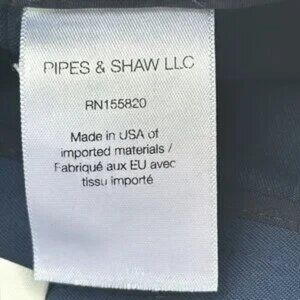 PIPES & SHAW LLC
RN155820
Made in USA of
imported materials /
Fabriqué aux EU avec
tissu importé